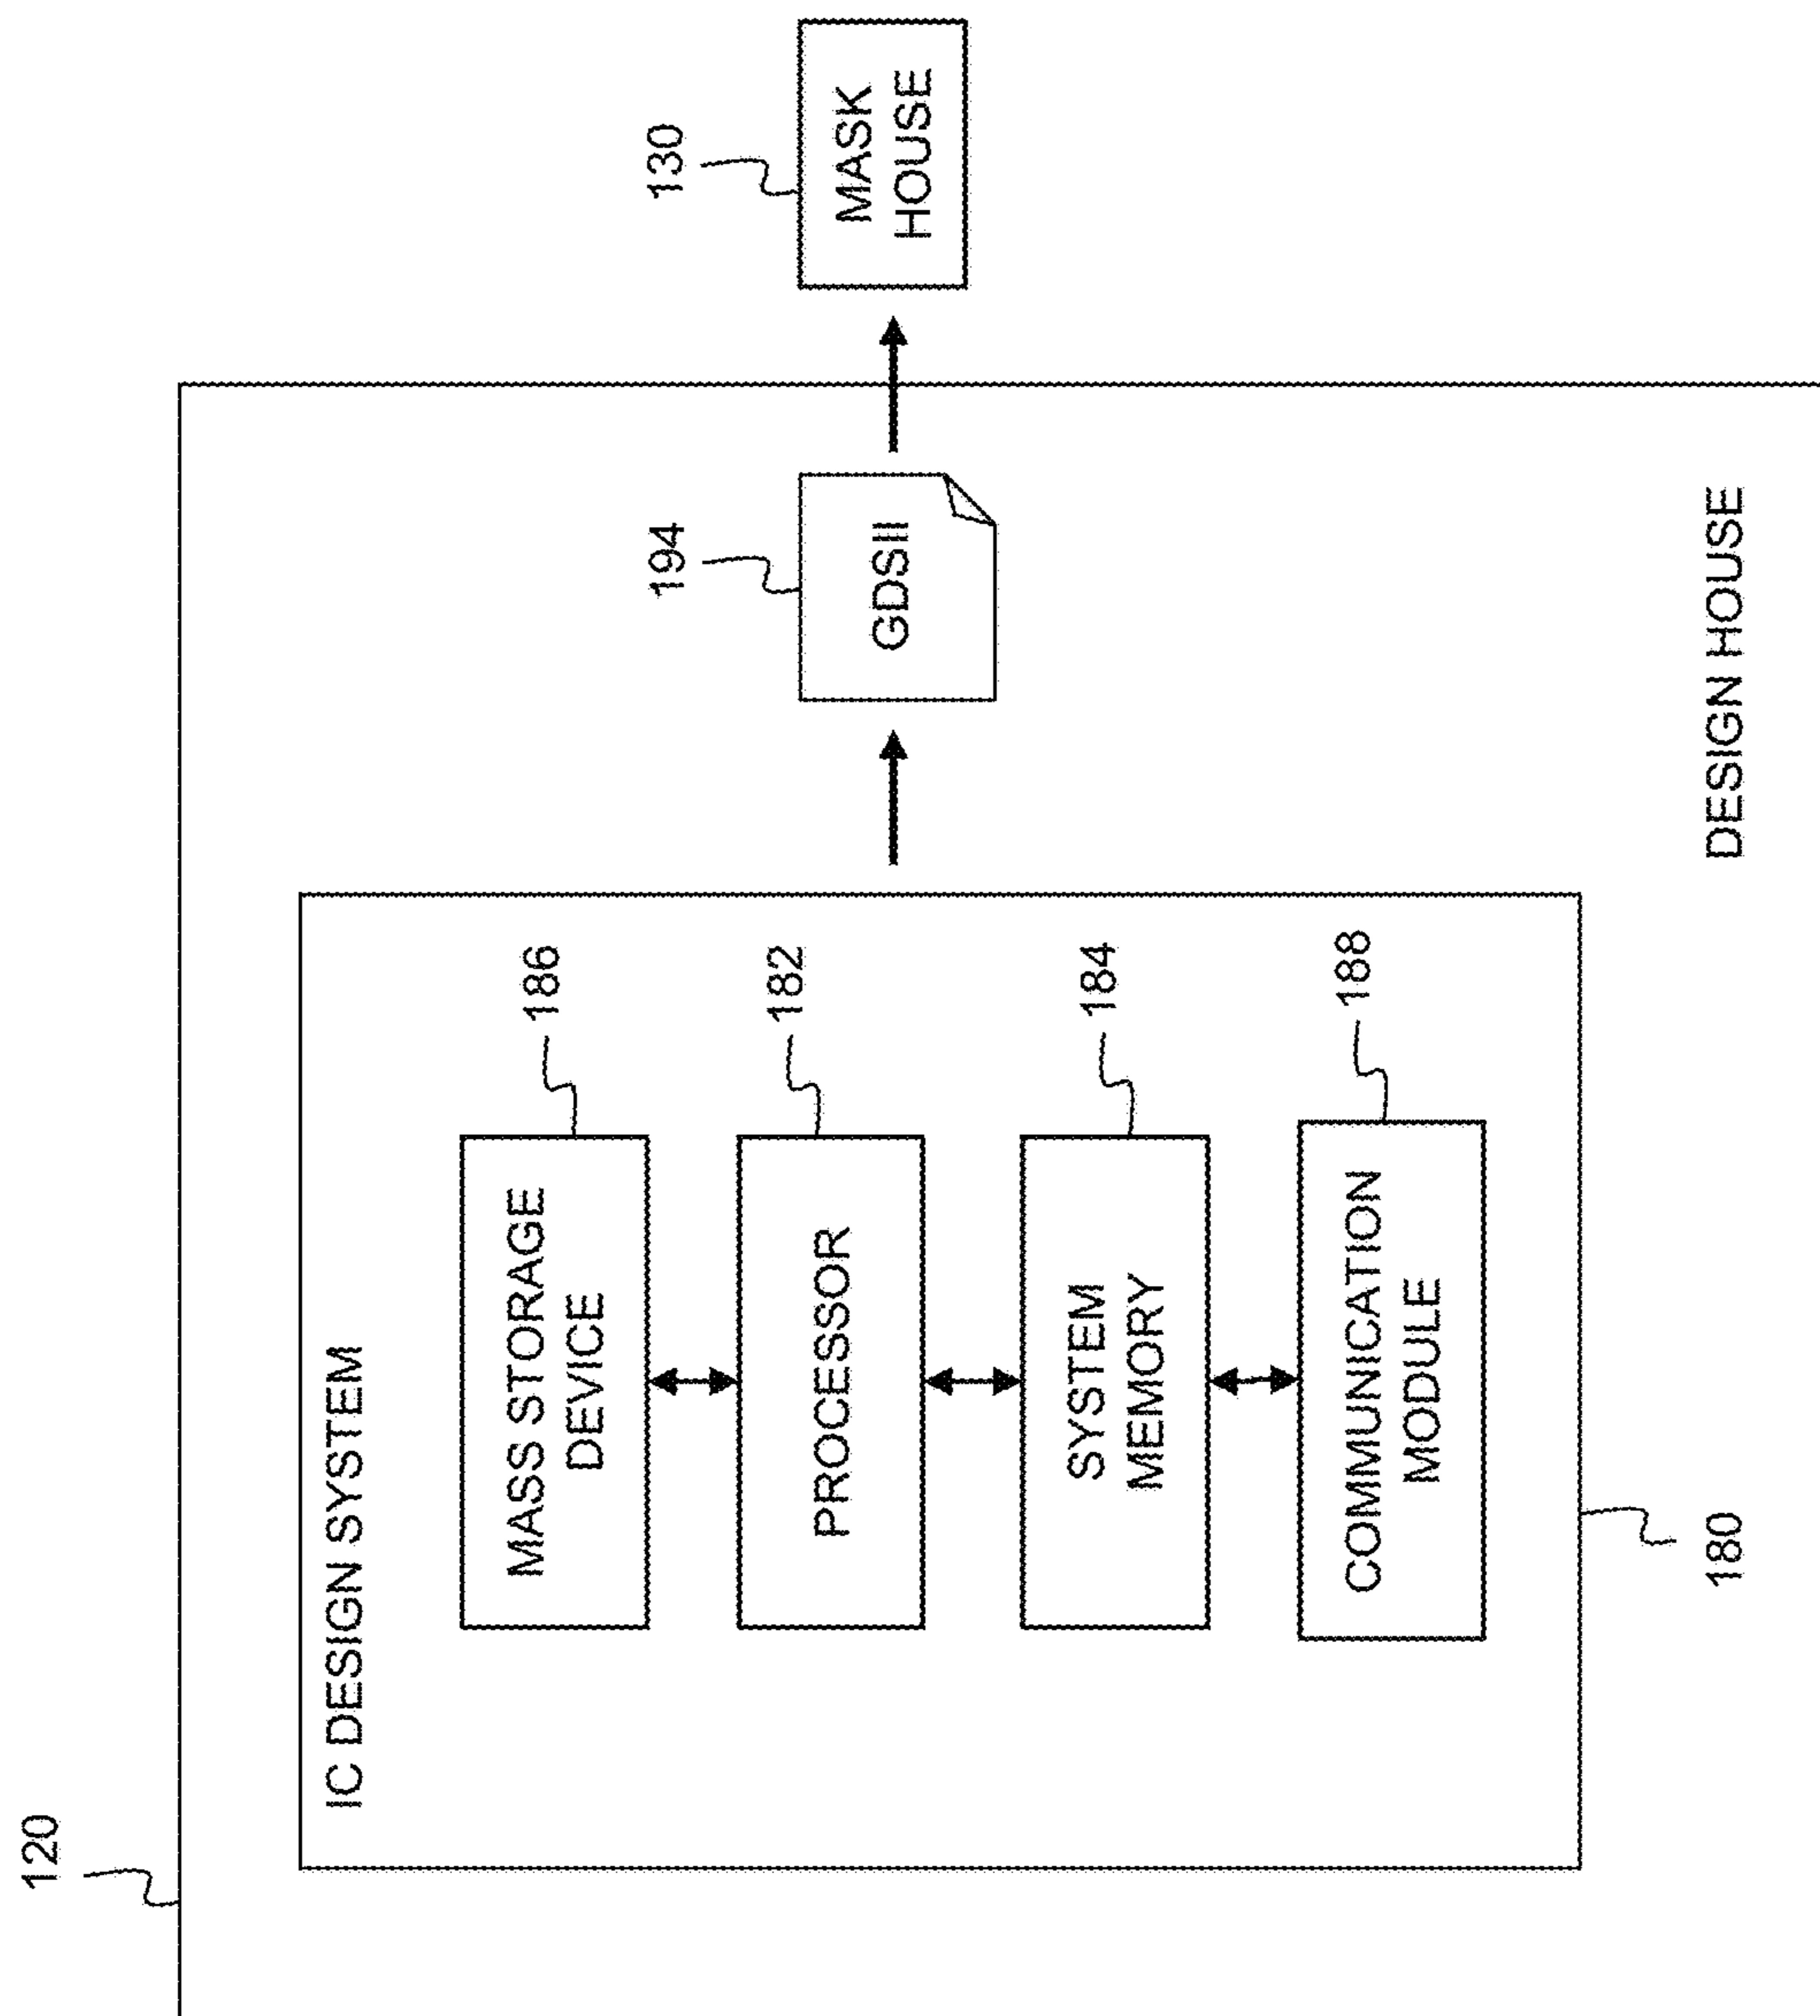 120
IC DESIGN SYSTEM
MASS STORAGE
DEVICE
186
PROCESSOR
182
SYSTEM
MEMORY
184
COMMUNICATION
MODULE
188
180
194
GDSII
DESIGN HOUSE
130
MASK
HOUSE